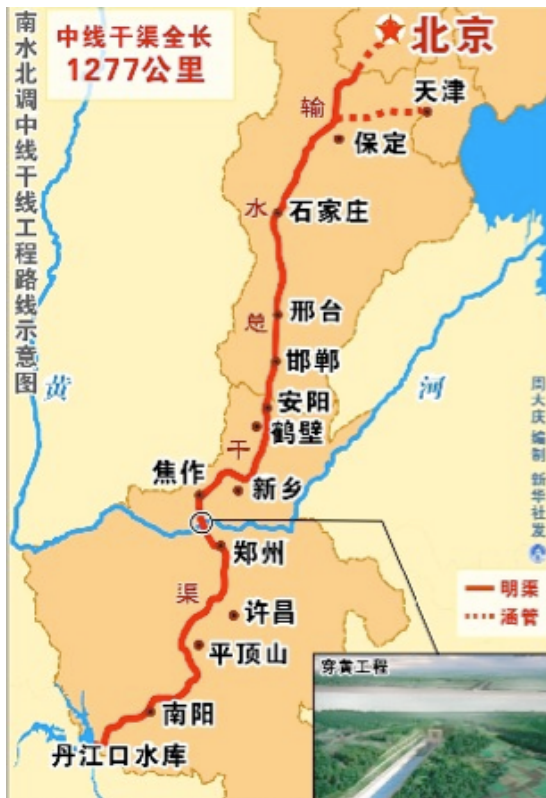 南水北调中线干线工程路线示意图
中线干渠全长
1277公里
北京
天津
保定
石家庄
邢台
邯郸
安阳
鹤壁
焦作
新乡
郑州
许昌
平顶山
南阳
丹江口水库
输水总干渠
黄河
周大庆 编制 新华社发
明渠
涵管
穿黄工程